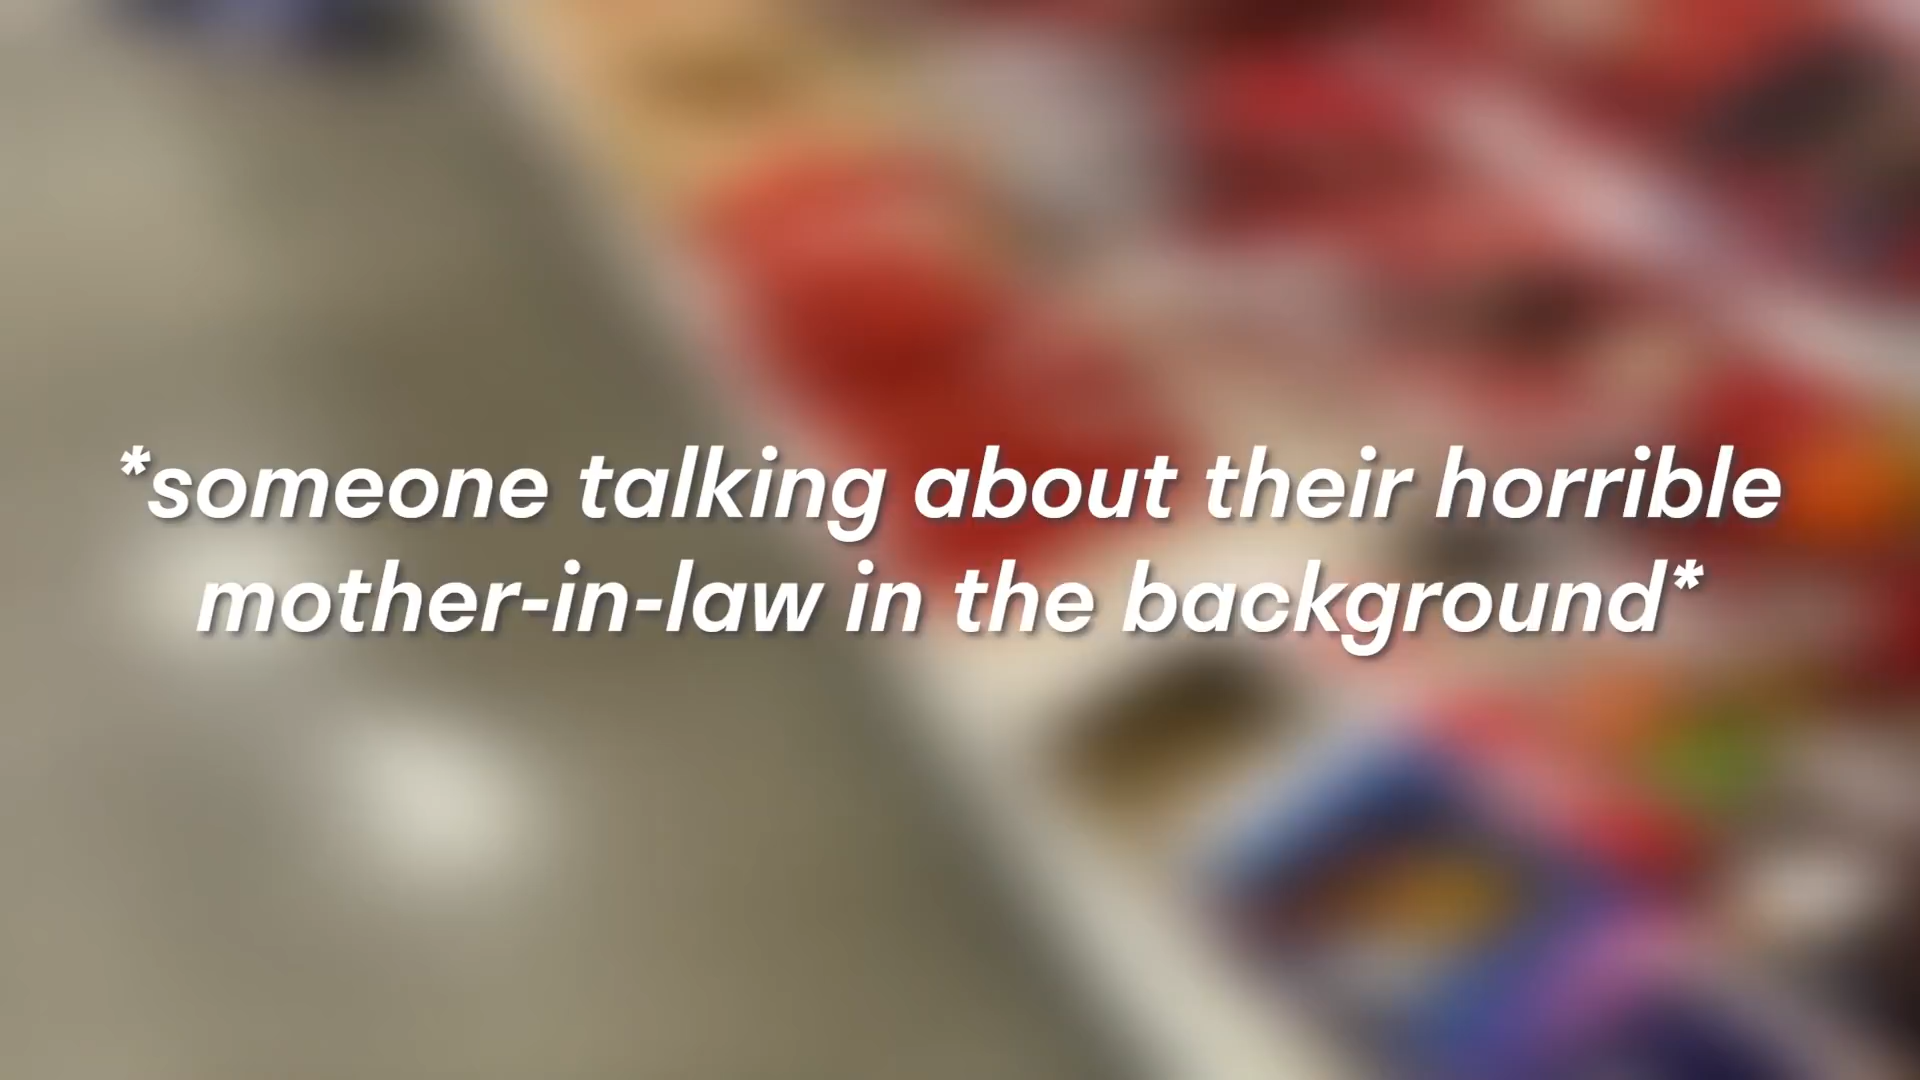 *someone talking about their horrible
mother-in-law in the background*